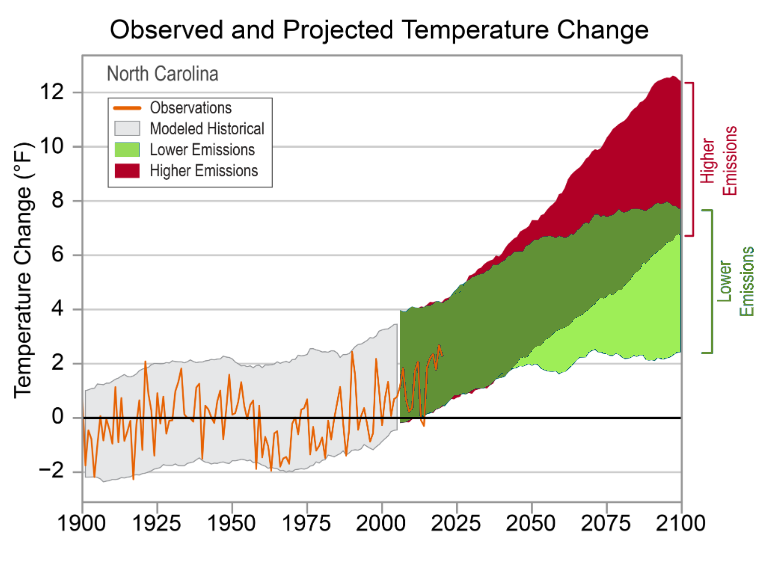 Observed and Projected Temperature Change
North Carolina
Observations
Modeled Historical
Lower Emissions
Higher Emissions
Temperature Change (°F)
12
10
8
6
4
2
0
−2
1900
1925
1950
1975
2000
2025
2050
2075
2100
Higher
Emissions
Lower
Emissions